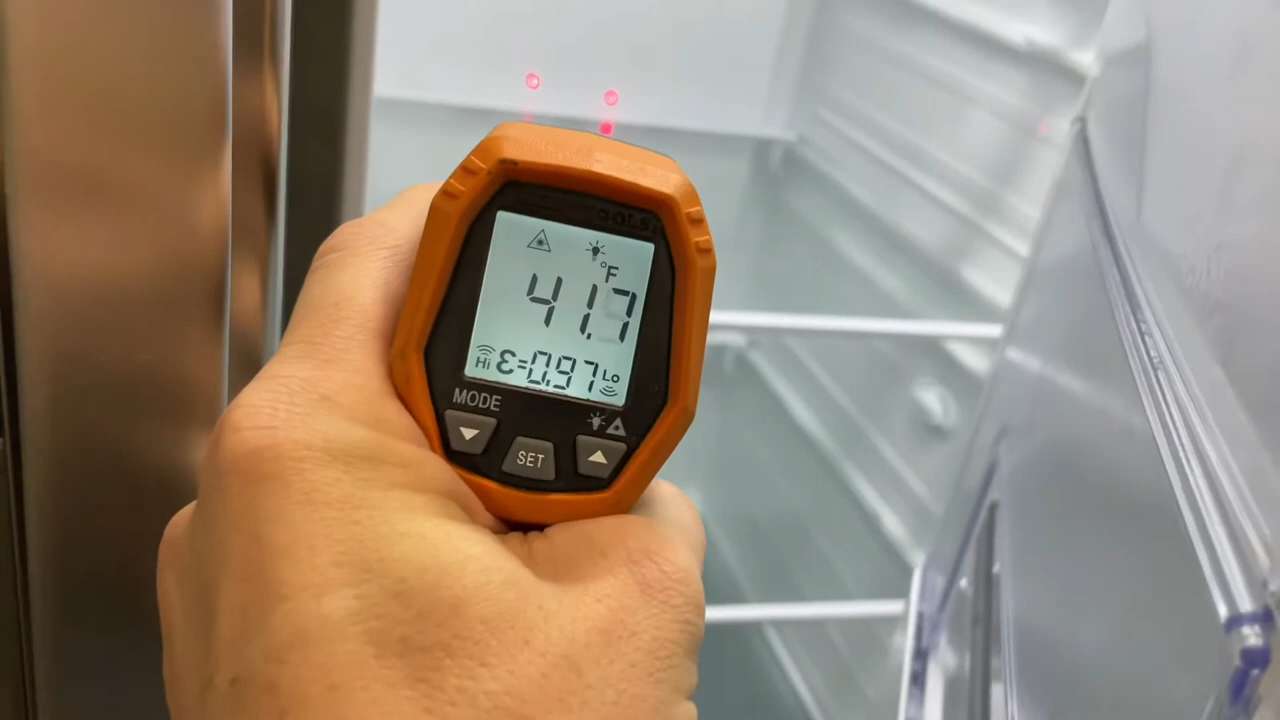 °F
41.7
Hi ε=0.97 Lo
MODE
SET